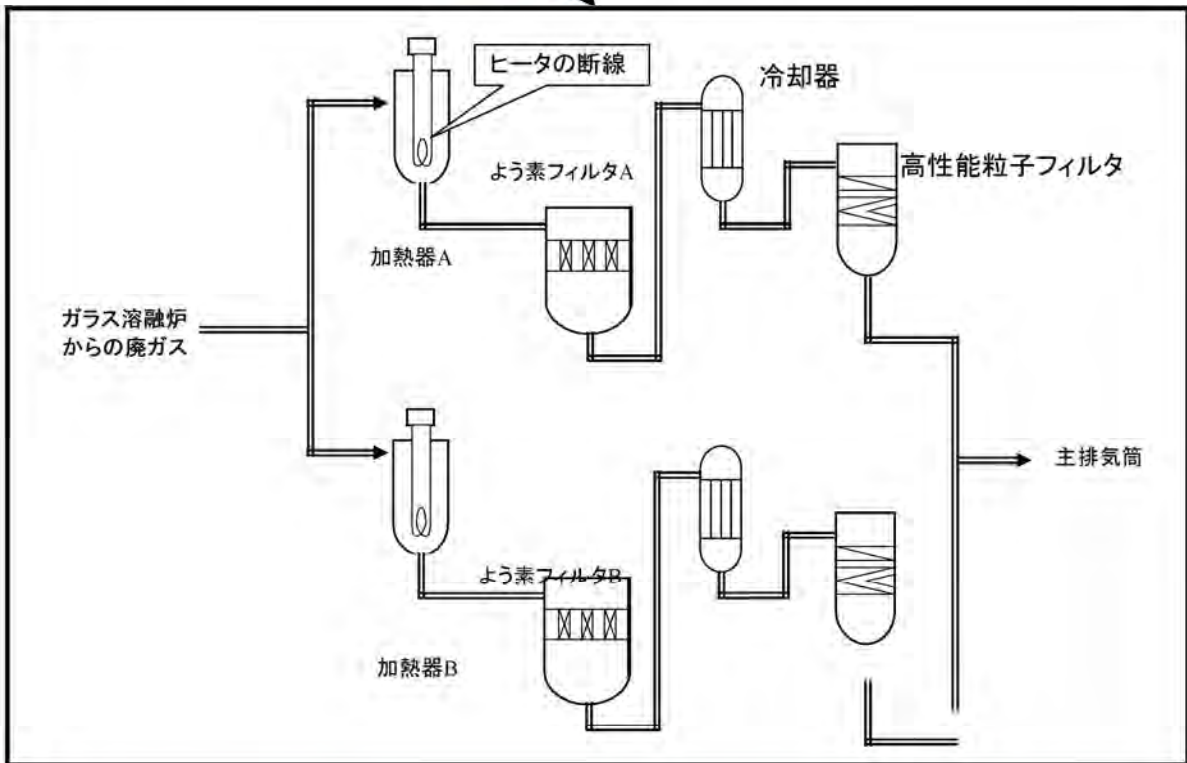 ヒータの断線
冷却器
高性能粒子フィルタ
よう素フィルタA
加熱器A
ガラス溶融炉
からの廃ガス
主排気筒
よう素フィルタB
加熱器B